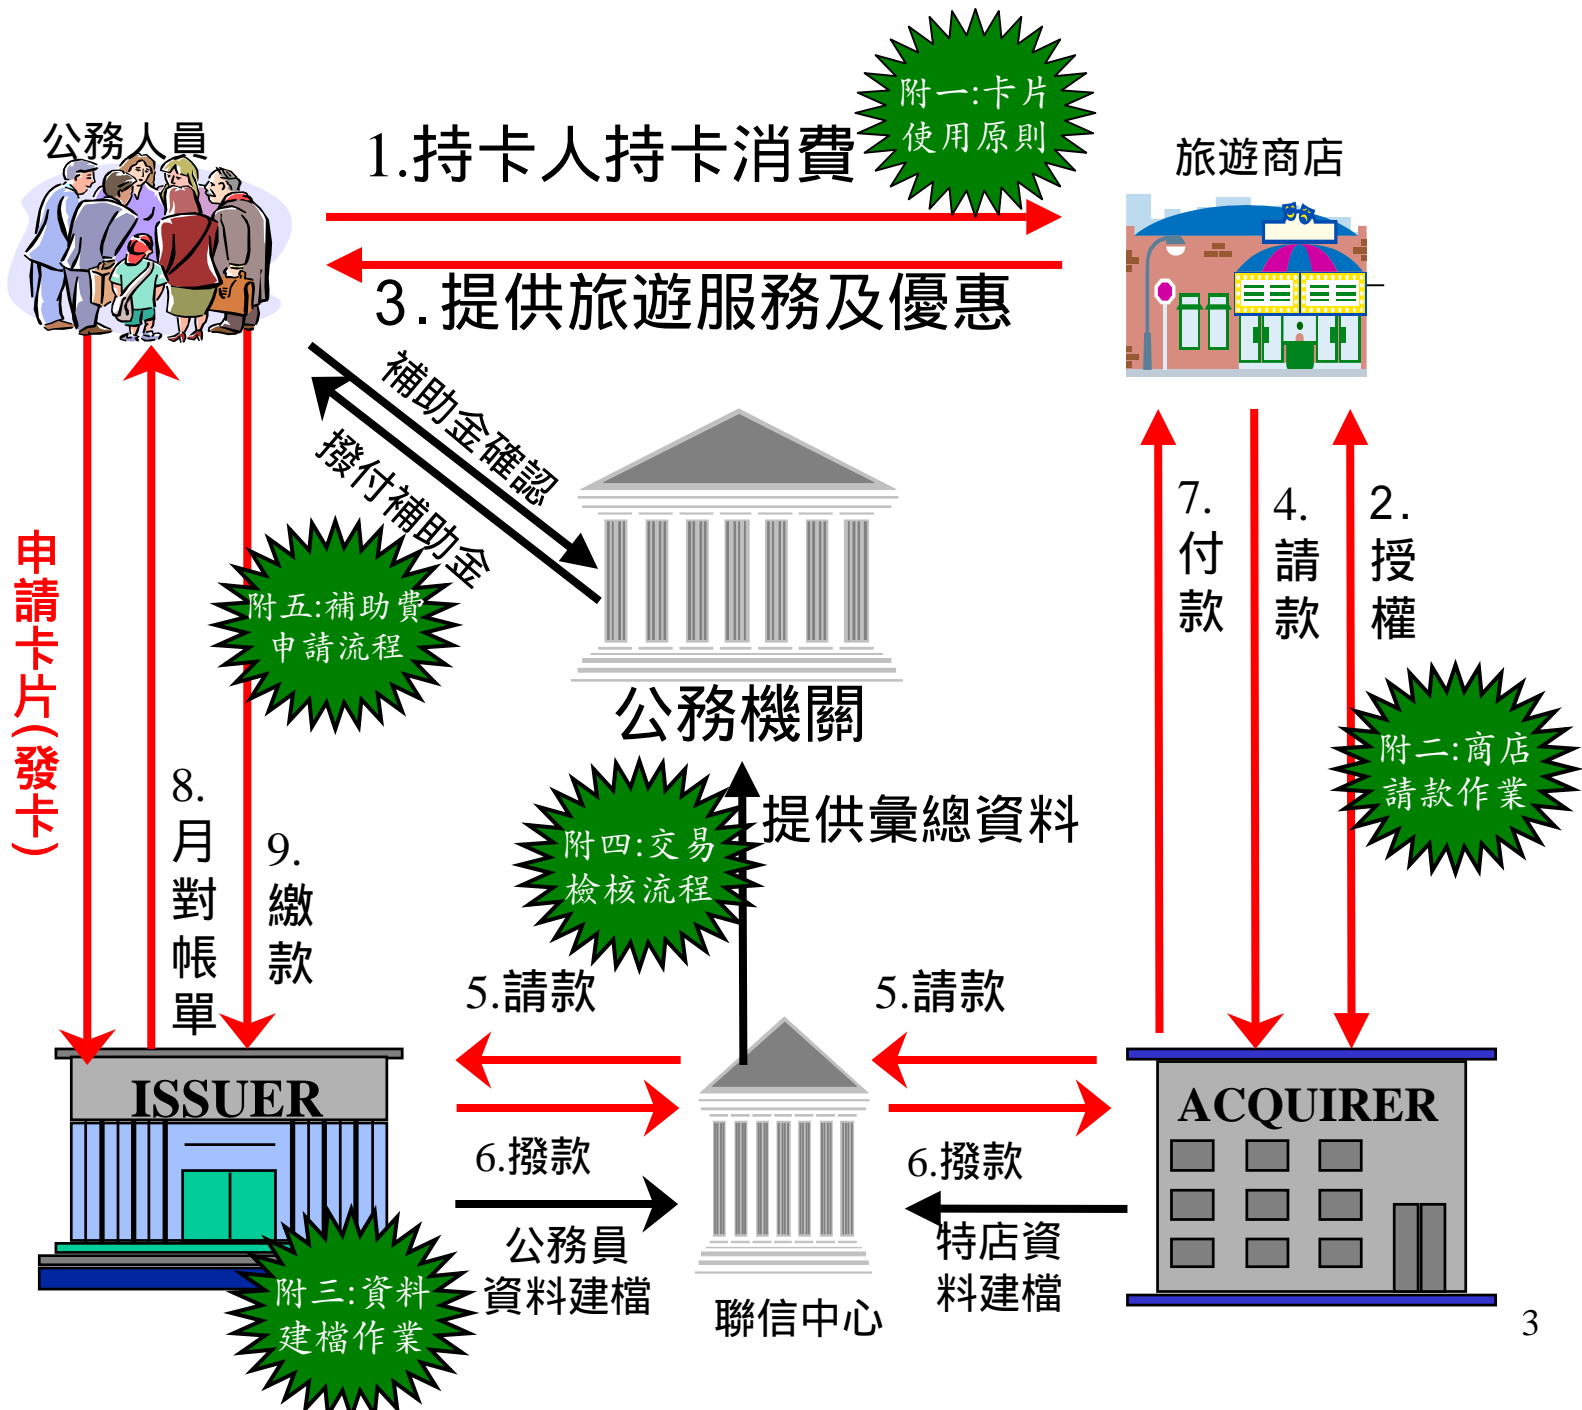 附一:卡片
使用原則
公務人員
1.持卡人持卡消費
旅遊商店
3.提供旅遊服務及優惠
補助金確認
撥付補助金
7.
付
款
4.
請
款
2.
授
權
申
請
卡
片
(
發
卡
)
附五:補助費
申請流程
公務機關
附二:商店
請款作業
8.
月
對
帳
單
9.
繳
款
附四:交易
檢核流程
提供彙總資料
5.請款
5.請款
ISSUER
ACQUIRER
6.撥款
6.撥款
公務員
資料建檔
特店資
料建檔
附三:資料
建檔作業
聯信中心
3